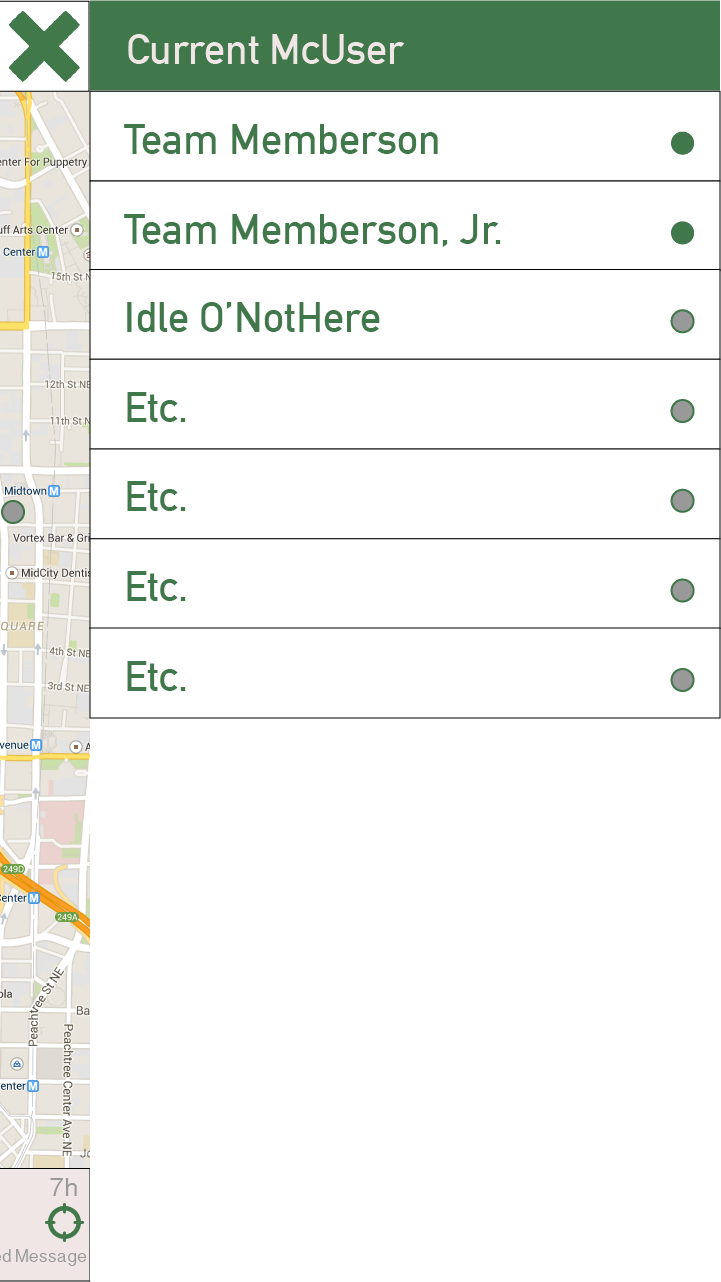 Current McUser
Team Memberson
Team Memberson, Jr.
Idle O’NotHere
Etc.
Etc.
Etc.
Etc.
enter For Puppetry
uff Arts Center
Center M
15th St N
12th St NE
11th St N
Midtown M
Vortex Bar & Gri
MidCity Dentis
QUARE
4th St NE
3rd St NE
venue M
A
249D
Center M
249A
Peachtree St NE
ola
Ba
Peachtree Center Ave NE
enter M
Jo
7h
ed Message